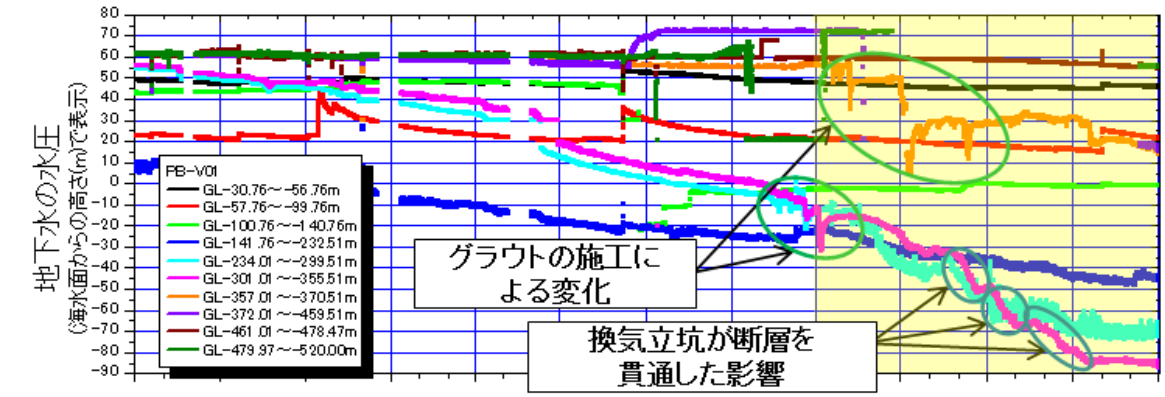 地下水の水圧
(海水面からの高さ(m)で表示)
80
70
60
50
40
30
20
10
0
-10
-20
-30
-40
-50
-60
-70
-80
-90
PB-V01
GL-30.76~-56.76m
GL-57.76~-99.76m
GL-100.76~-140.76m
GL-141.76~-232.51m
GL-234.01~-299.51m
GL-301.01~-355.51m
GL-357.01~-370.51m
GL-372.01~-459.51m
GL-461.01~-478.47m
GL-479.97~-520.00m
グラウトの施工に
よる変化
換気立坑が断層を
貫通した影響